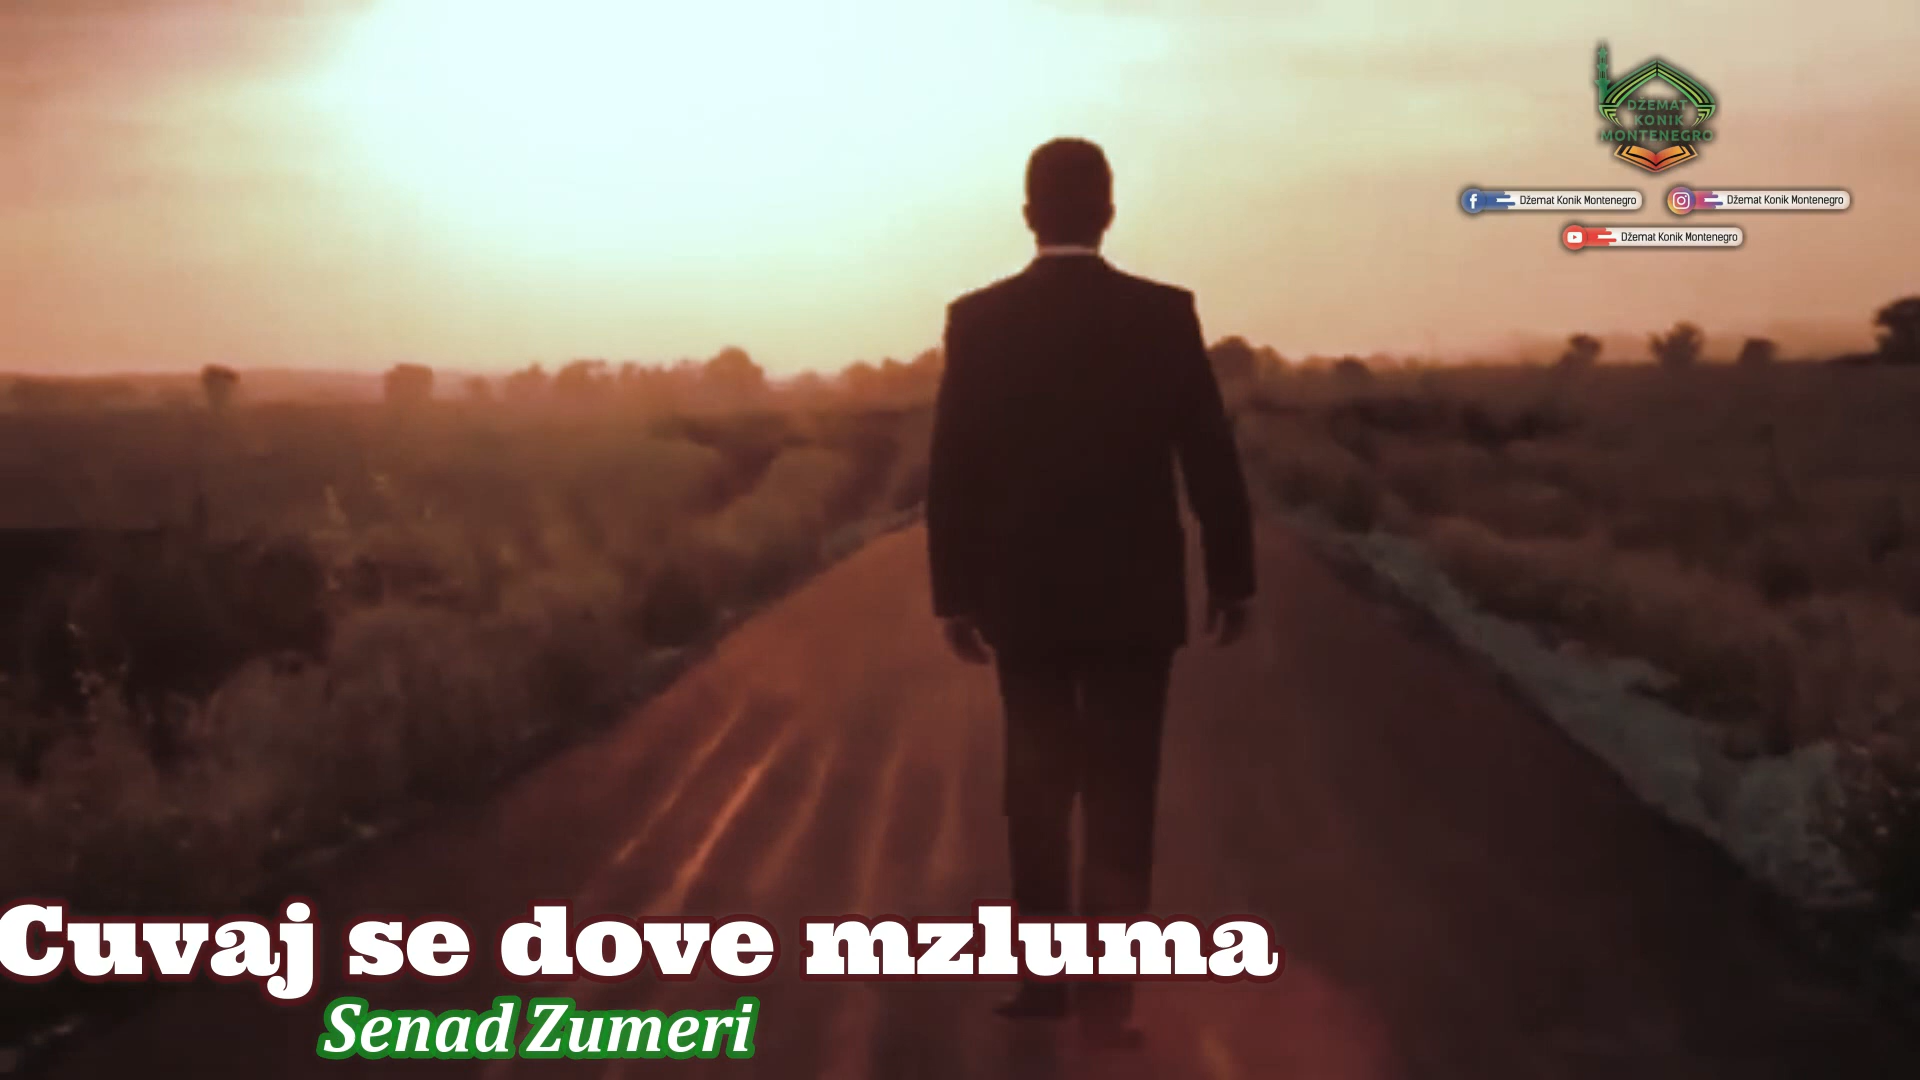 DŽEMAT
KONIK
MONTENEGRO
Džemat Konik Montenegro
Džemat Konik Montenegro
Džemat Konik Montenegro
Cuvaj se dove mzluma
Senad Zumeri